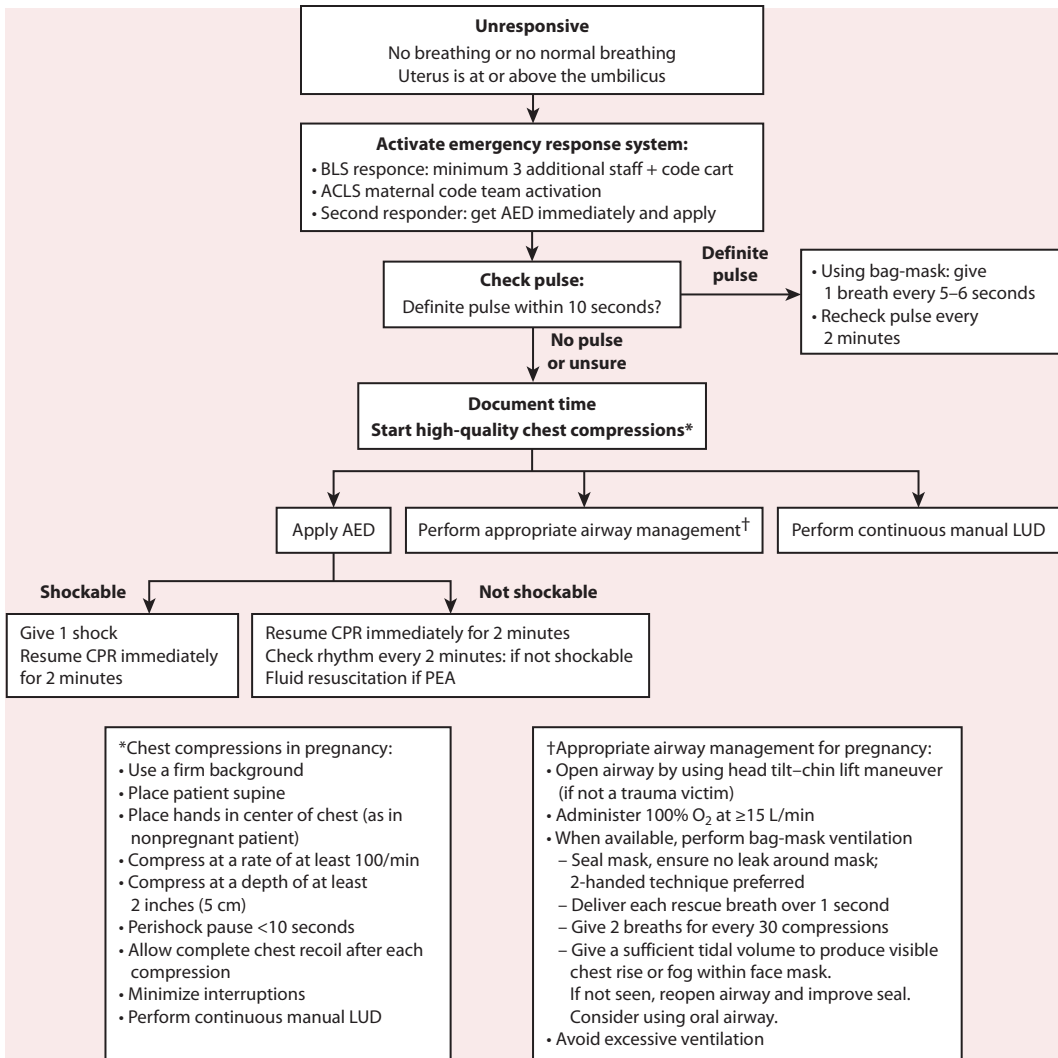 Unresponsive
No breathing or no normal breathing
Uterus is at or above the umbilicus
Activate emergency response system:
• BLS responce: minimum 3 additional staff + code cart
• ACLS maternal code team activation
• Second responder: get AED immediately and apply
Check pulse:
Definite pulse within 10 seconds?
Definite
pulse
• Using bag-mask: give
1 breath every 5–6 seconds
• Recheck pulse every
2 minutes
No pulse
or unsure
Document time
Start high-quality chest compressions*
Apply AED
Perform appropriate airway management†
Perform continuous manual LUD
Shockable
Not shockable
Give 1 shock
Resume CPR immediately
for 2 minutes
Resume CPR immediately for 2 minutes
Check rhythm every 2 minutes: if not shockable
Fluid resuscitation if PEA
*Chest compressions in pregnancy:
• Use a firm background
• Place patient supine
• Place hands in center of chest (as in
nonpregnant patient)
• Compress at a rate of at least 100/min
• Compress at a depth of at least
2 inches (5 cm)
• Perishock pause <10 seconds
• Allow complete chest recoil after each
compression
• Minimize interruptions
• Perform continuous manual LUD
†Appropriate airway management for pregnancy:
• Open airway by using head tilt–chin lift maneuver
(if not a trauma victim)
• Administer 100% O₂ at ≥15 L/min
• When available, perform bag-mask ventilation
– Seal mask, ensure no leak around mask;
2-handed technique preferred
– Deliver each rescue breath over 1 second
– Give 2 breaths for every 30 compressions
– Give a sufficient tidal volume to produce visible
chest rise or fog within face mask.
If not seen, reopen airway and improve seal.
Consider using oral airway.
• Avoid excessive ventilation